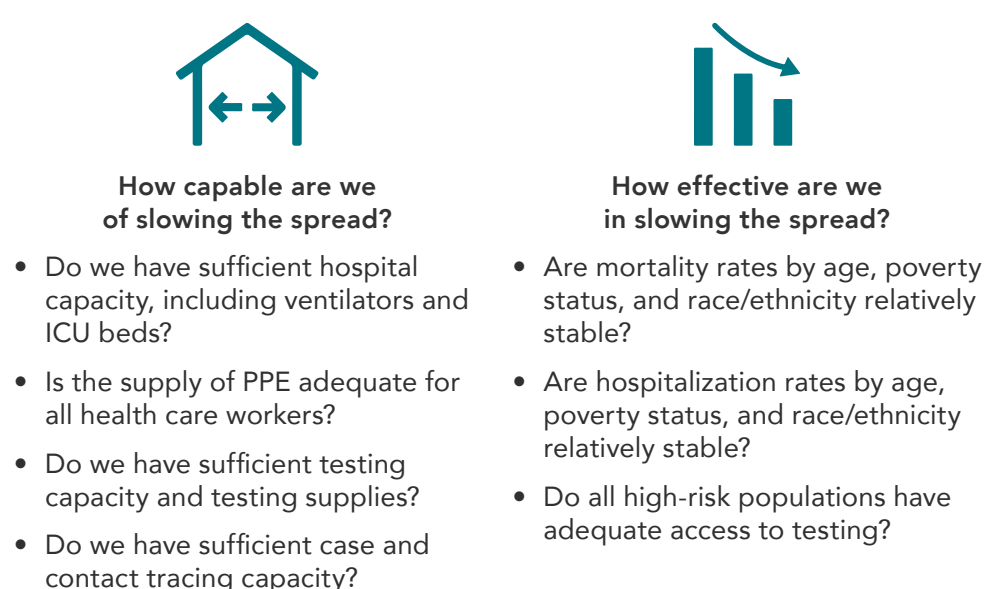 How capable are we
of slowing the spread?
• Do we have sufficient hospital
capacity, including ventilators and
ICU beds?
• Is the supply of PPE adequate for
all health care workers?
• Do we have sufficient testing
capacity and testing supplies?
• Do we have sufficient case and
contact tracing capacity?
How effective are we
in slowing the spread?
• Are mortality rates by age, poverty
status, and race/ethnicity relatively
stable?
• Are hospitalization rates by age,
poverty status, and race/ethnicity
relatively stable?
• Do all high-risk populations have
adequate access to testing?